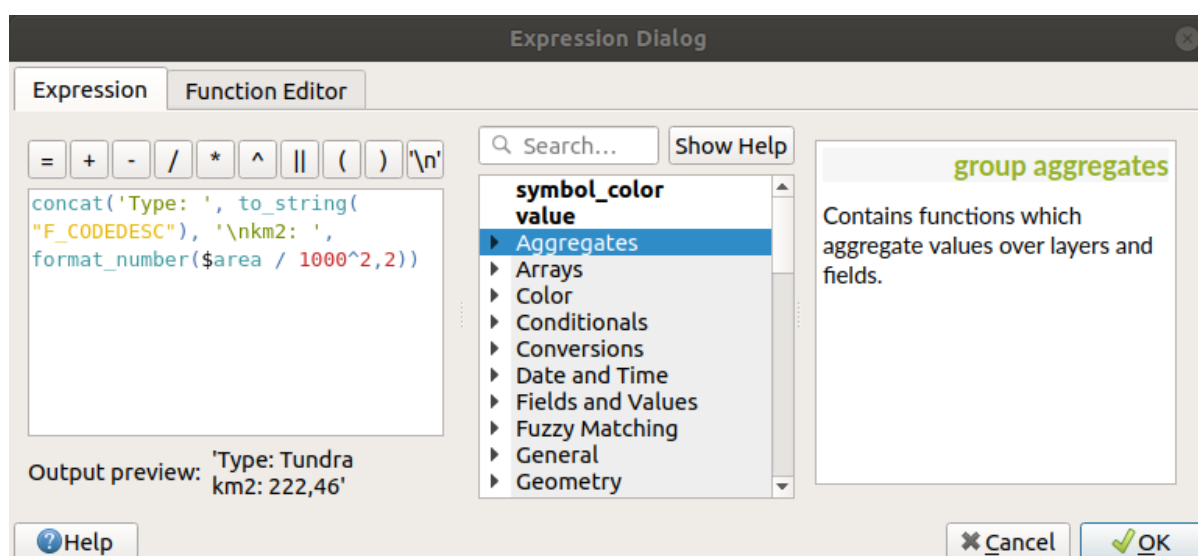 Expression Dialog
Expression
Function Editor
= + - / * ^ || ( ) '\n'
concat('Type: ', to_string(
"F_CODEDESC"), '\nkm2: ',
format_number($area / 1000^2,2))
Output preview: 'Type: Tundra
km2: 222,46'
Search...
Show Help
symbol_color
value
Aggregates
Arrays
Color
Conditionals
Conversions
Date and Time
Fields and Values
Fuzzy Matching
General
Geometry
group aggregates
Contains functions which
aggregate values over layers and
fields.
Help
Cancel
OK